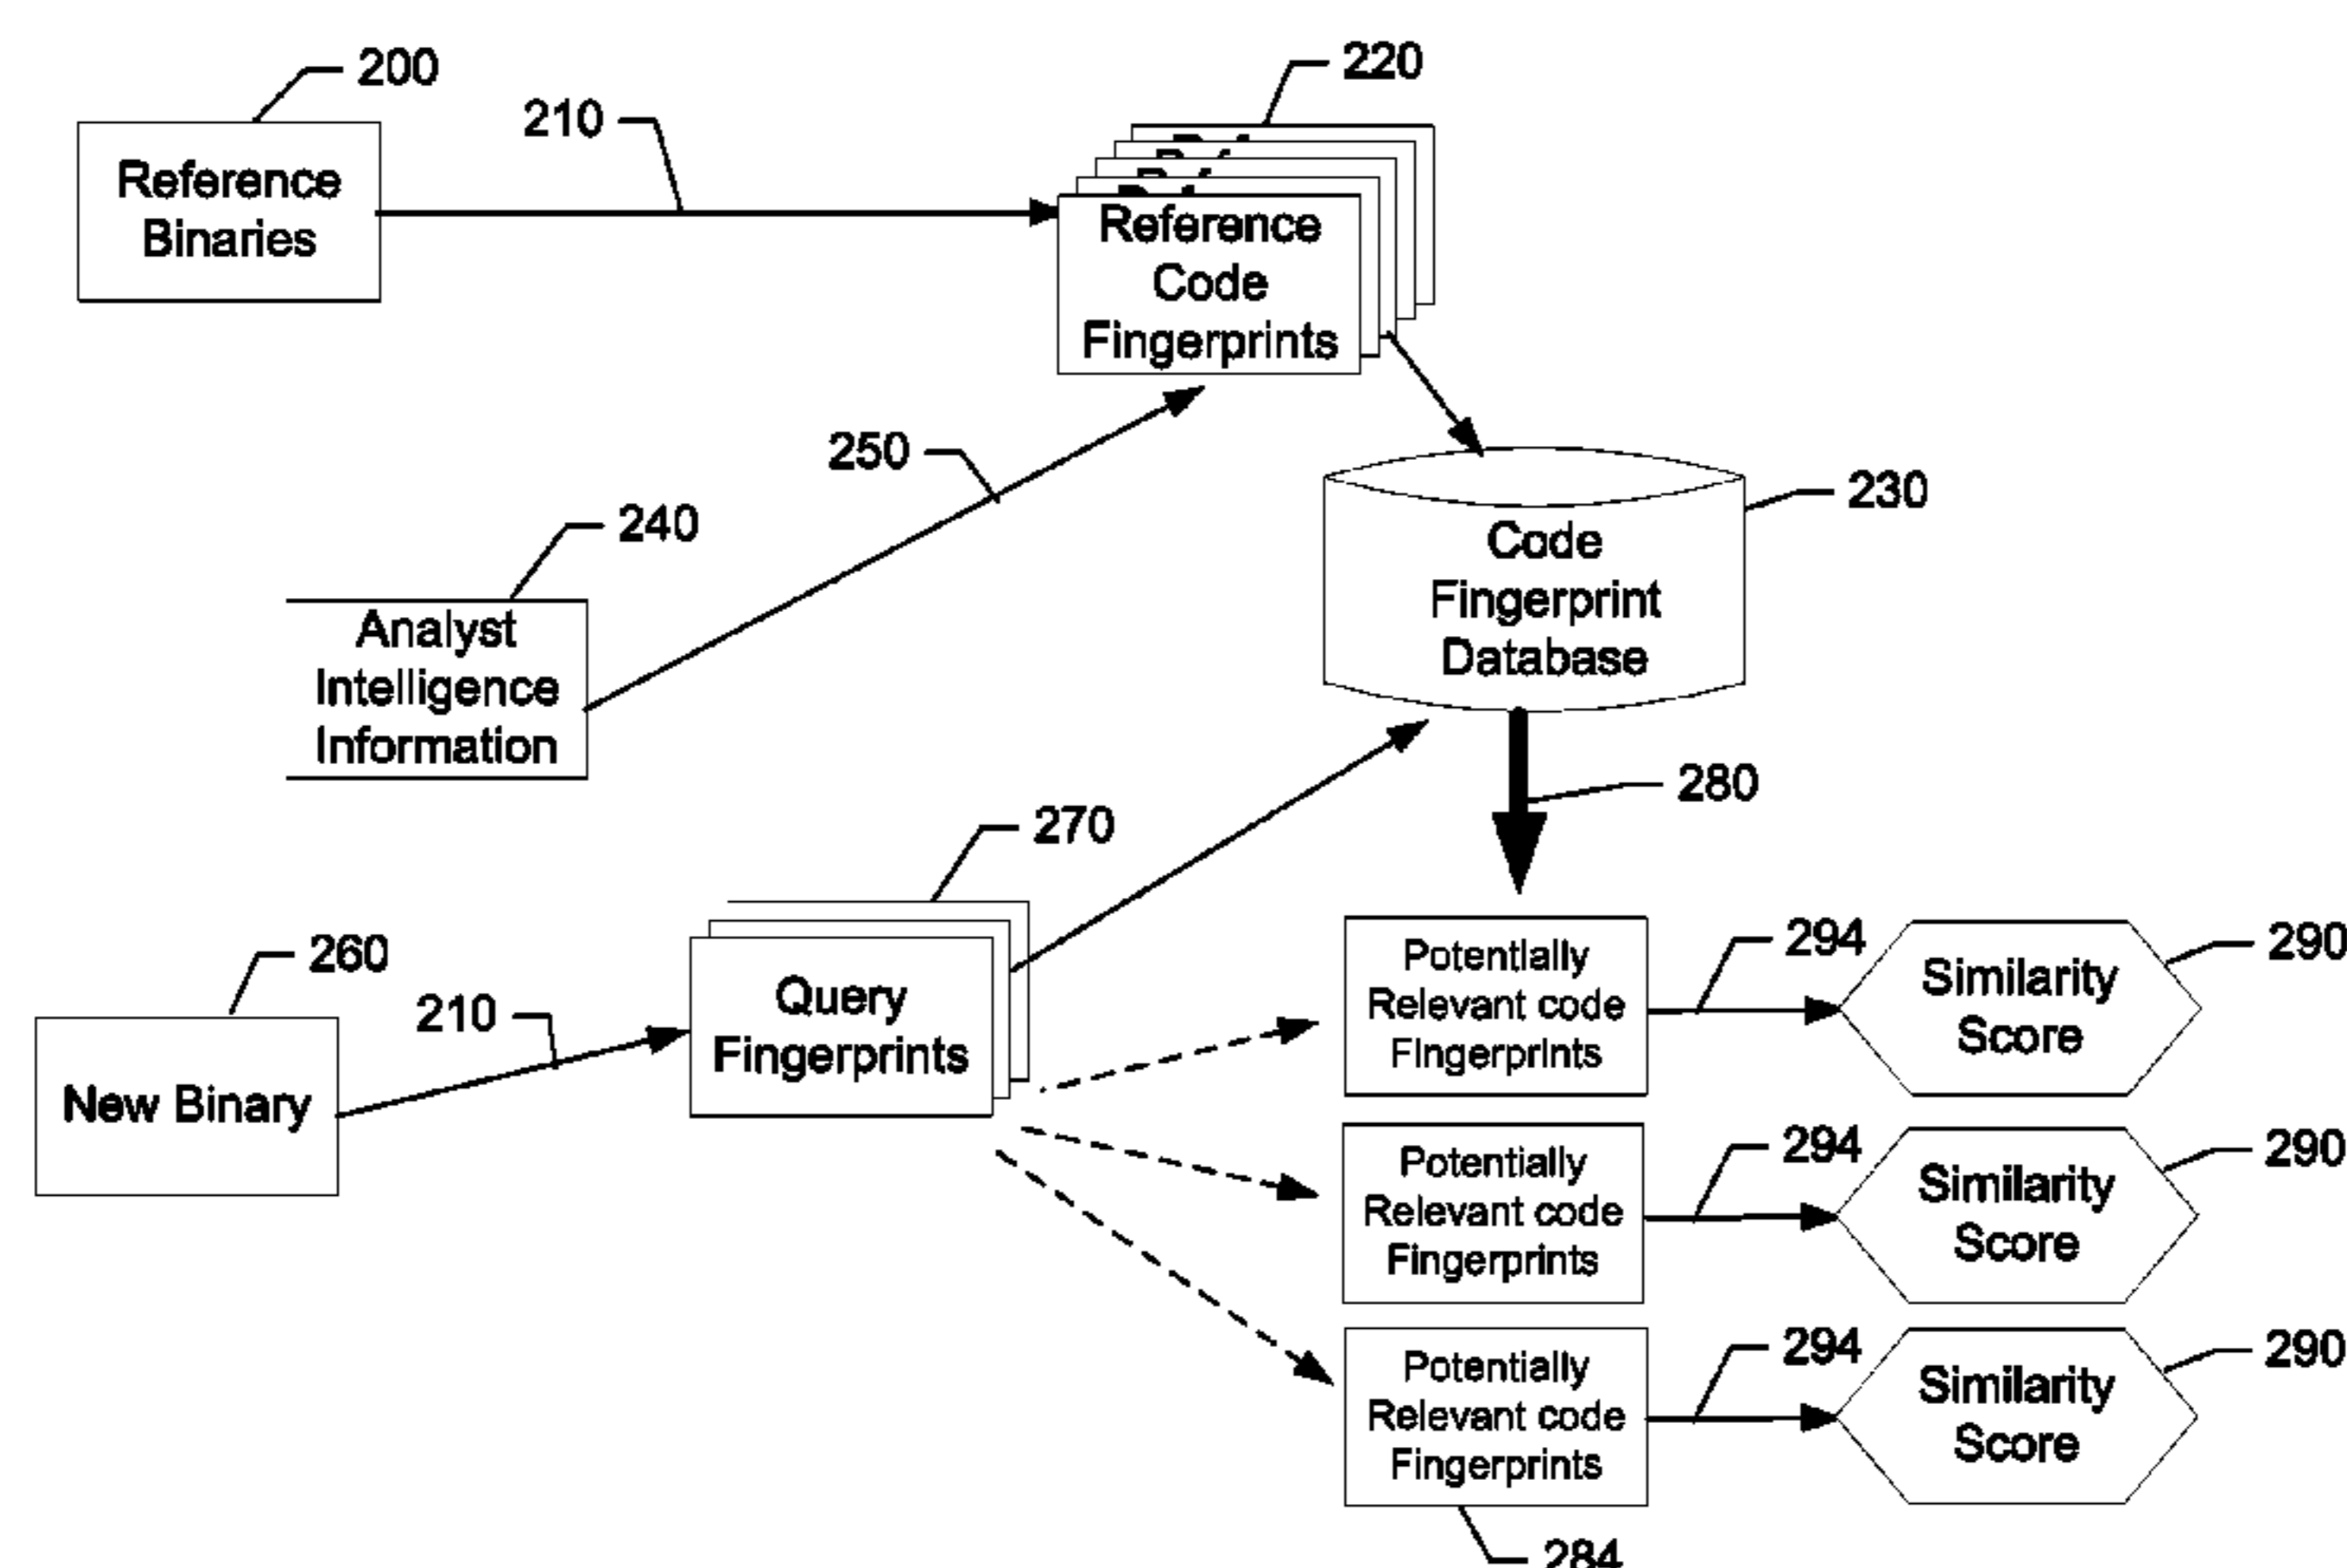 200
220
210
Reference
Binaries
Reference
Code
Fingerprints
250
230
240
Code
Fingerprint
Database
Analyst
Intelligence
Information
280
270
260
210
New Binary
Query
Fingerprints
Potentially
Relevant code
Fingerprints
294
Similarity
Score
290
Potentially
Relevant code
Fingerprints
294
Similarity
Score
290
Potentially
Relevant code
Fingerprints
294
Similarity
Score
290
284